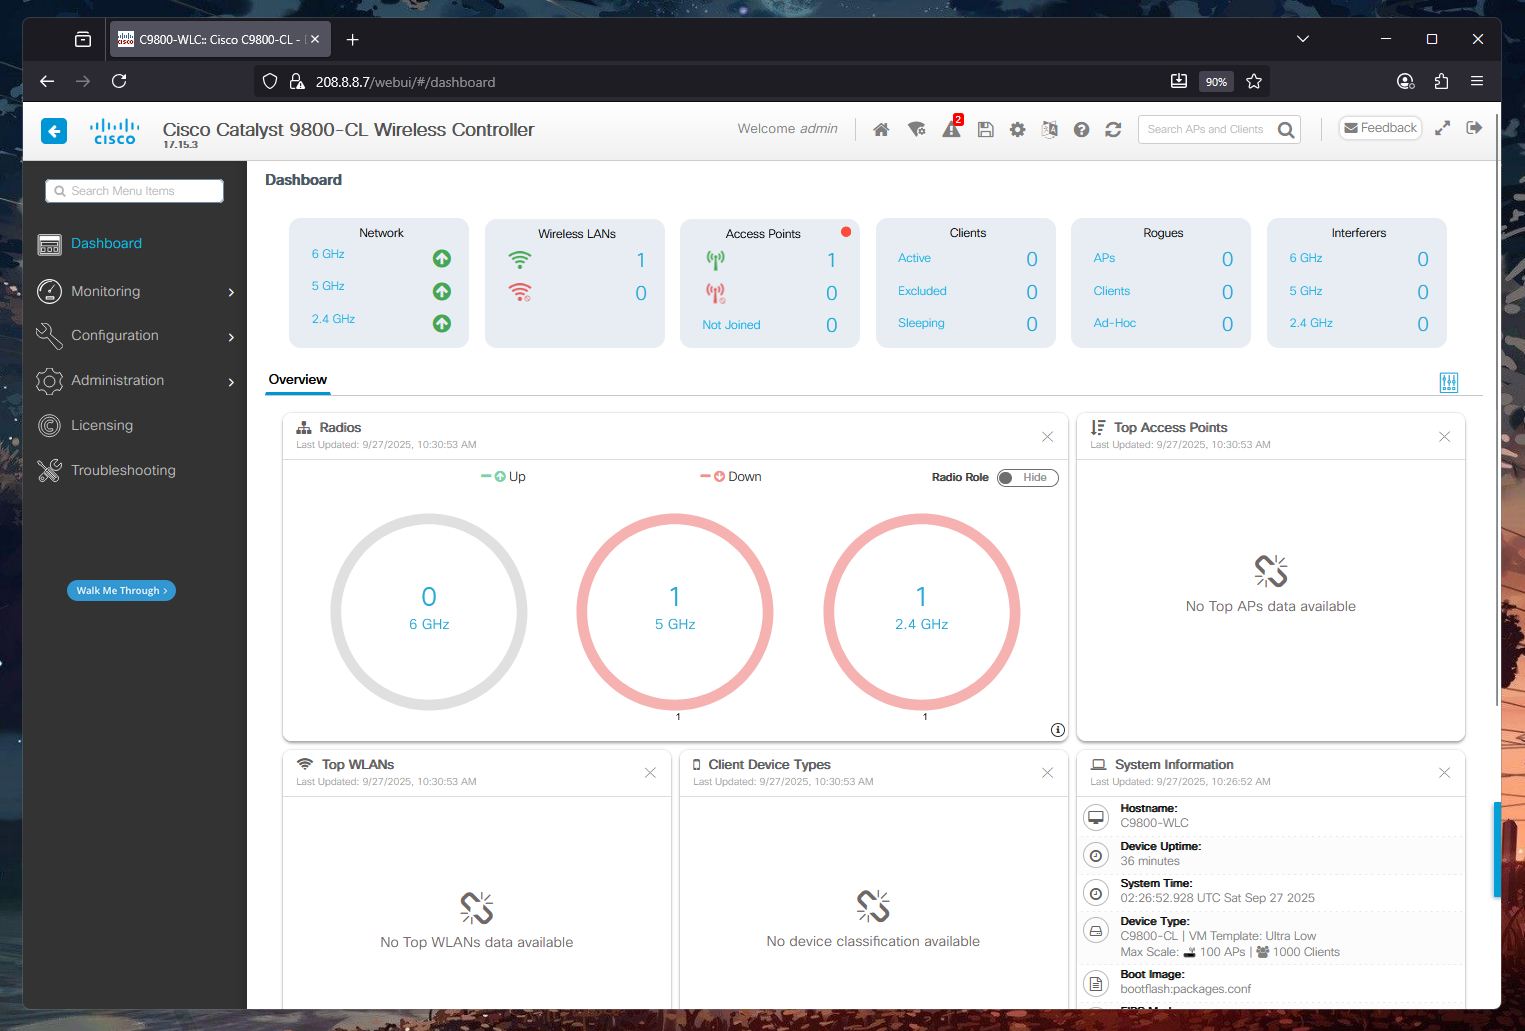 C9800-WLC:: Cisco C9800-CL -
208.8.8.7/webui/#/dashboard
90%
CISCO
Cisco Catalyst 9800-CL Wireless Controller
17.15.3
Welcome admin
2
Search APs and Clients
Feedback
Search Menu Items
Dashboard
Monitoring
Configuration
Administration
Licensing
Troubleshooting
Walk Me Through >
Dashboard
Network
6 GHz
5 GHz
2.4 GHz
Wireless LANs
1
0
Access Points
1
0
Not Joined 0
Clients
Active 0
Excluded 0
Sleeping 0
Rogues
APs 0
Clients 0
Ad-Hoc 0
Interferers
6 GHz 0
5 GHz 0
2.4 GHz 0
Overview
Radios
Last Updated: 9/27/2025, 10:30:53 AM
Up
Down
Radio Role Hide
0
6 GHz
1
5 GHz
1
1
2.4 GHz
1
Top Access Points
Last Updated: 9/27/2025, 10:30:53 AM
No Top APs data available
Top WLANs
Last Updated: 9/27/2025, 10:30:53 AM
No Top WLANs data available
Client Device Types
Last Updated: 9/27/2025, 10:30:53 AM
No device classification available
System Information
Last Updated: 9/27/2025, 10:26:52 AM
Hostname:
C9800-WLC
Device Uptime:
36 minutes
System Time:
02:26:52.928 UTC Sat Sep 27 2025
Device Type:
C9800-CL | VM Template: Ultra Low
Max Scale: 100 APs | 1000 Clients
Boot Image:
bootflash:packages.conf